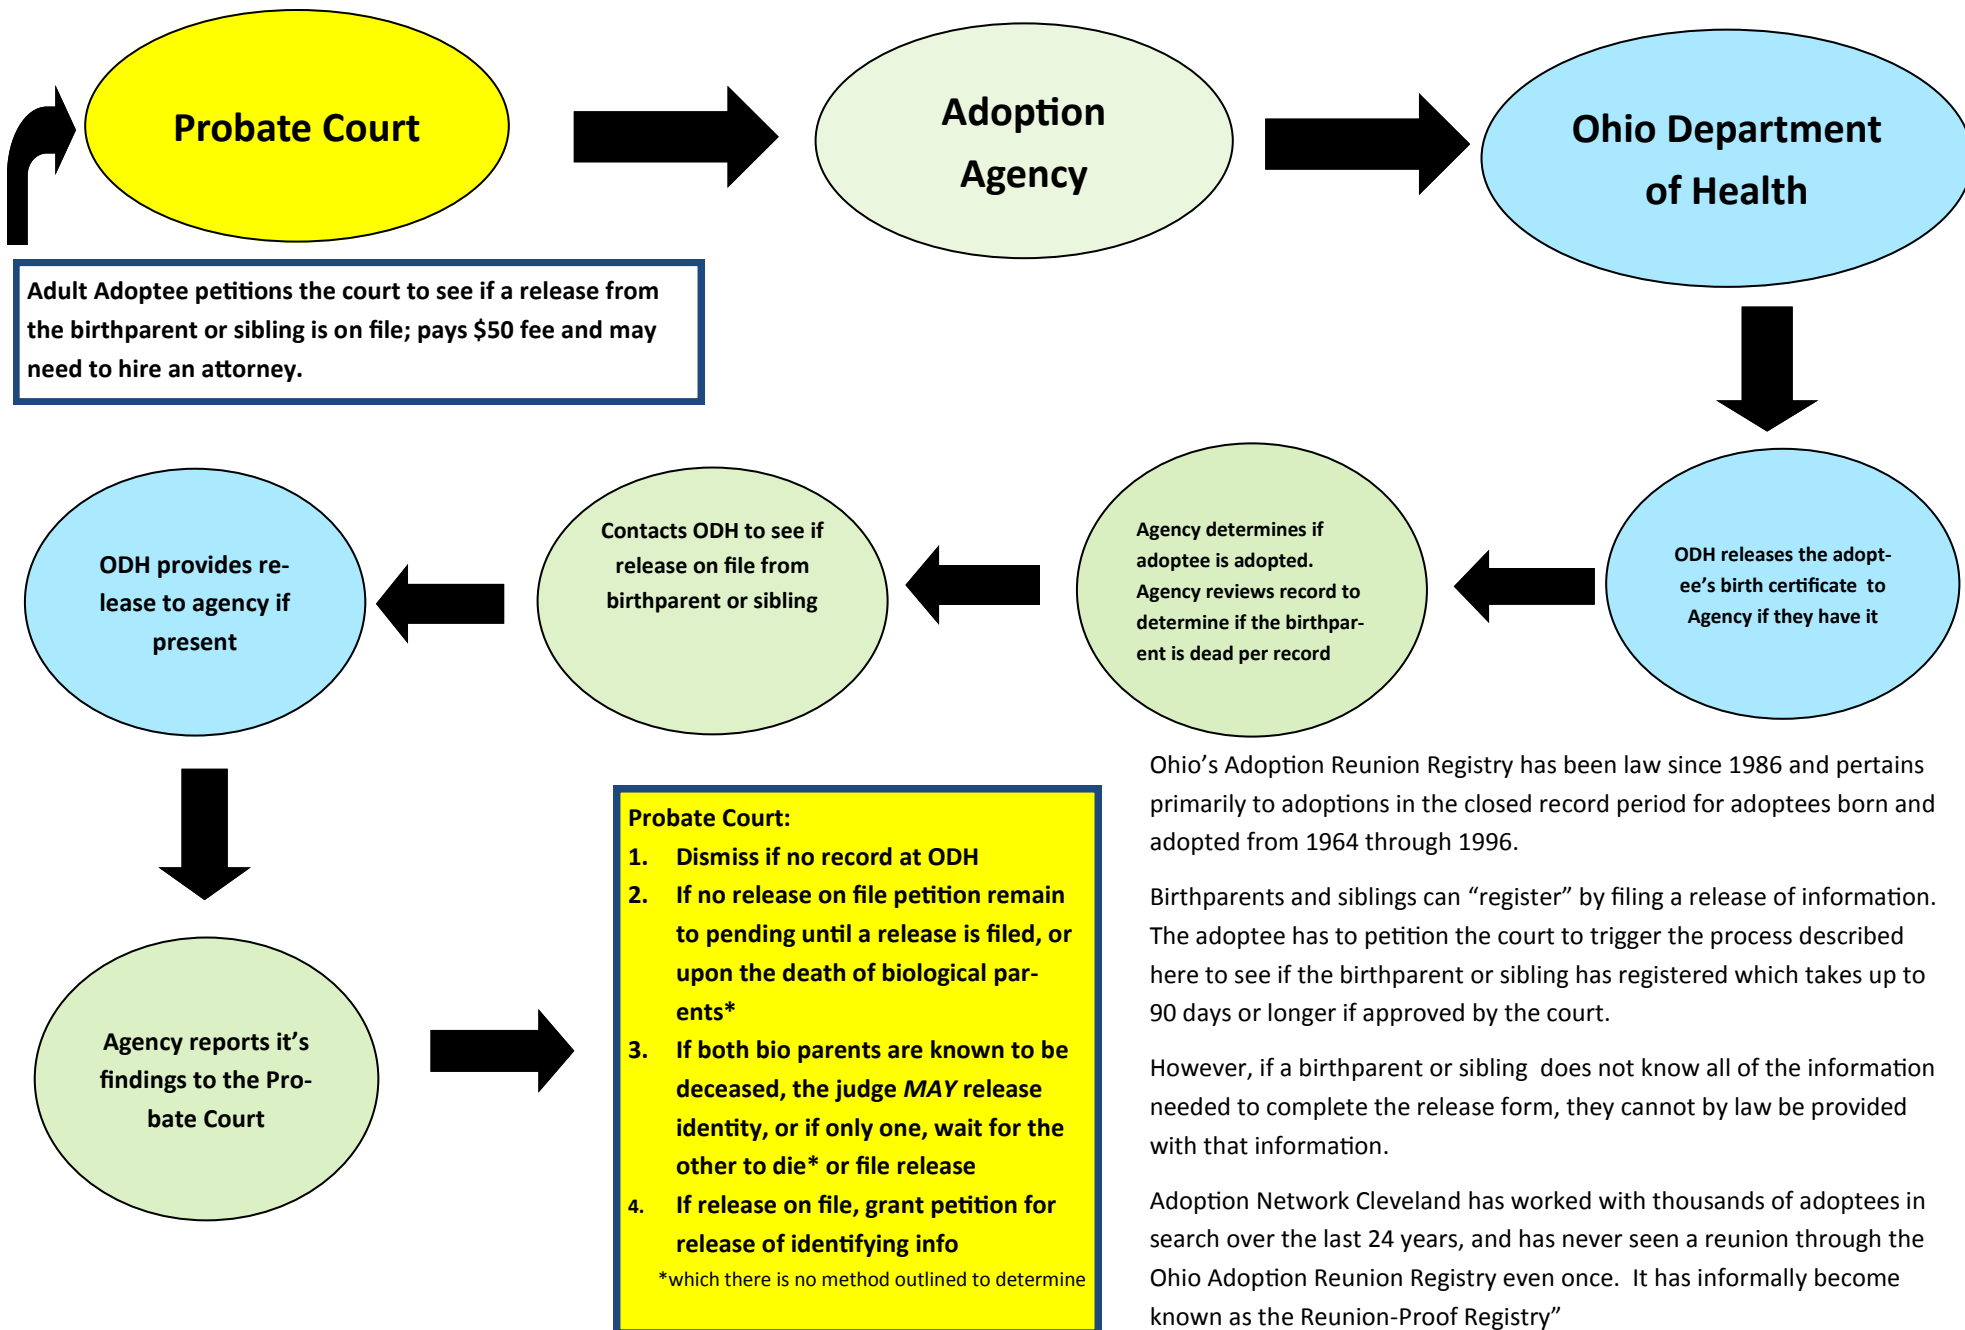 Probate Court
Adoption
Agency
Ohio Department
of Health
Adult Adoptee petitions the court to see if a release from
the birthparent or sibling is on file; pays $50 fee and may
need to hire an attorney.
ODH releases the adopt-
ee's birth certificate  to
Agency if they have it
Agency determines if
adoptee is adopted.
Agency reviews record to
determine if the birthpar-
ent is dead per record
Contacts ODH to see if
release on file from
birthparent or sibling
ODH provides re-
lease to agency if
present
Agency reports it's
findings to the Pro-
bate Court
Probate Court:
1. Dismiss if no record at ODH
2. If no release on file petition remain
to pending until a release is filed, or
upon the death of biological par-
ents*
3. If both bio parents are known to be
deceased, the judge MAY release
identity, or if only one, wait for the
other to die* or file release
4. If release on file, grant petition for
release of identifying info
*which there is no method outlined to determine
Ohio’s Adoption Reunion Registry has been law since 1986 and pertains
primarily to adoptions in the closed record period for adoptees born and
adopted from 1964 through 1996.
Birthparents and siblings can “register” by filing a release of information.
The adoptee has to petition the court to trigger the process described
here to see if the birthparent or sibling has registered which takes up to
90 days or longer if approved by the court.
However, if a birthparent or sibling  does not know all of the information
needed to complete the release form, they cannot by law be provided
with that information.
Adoption Network Cleveland has worked with thousands of adoptees in
search over the last 24 years, and has never seen a reunion through the
Ohio Adoption Reunion Registry even once.  It has informally become
known as the Reunion-Proof Registry”